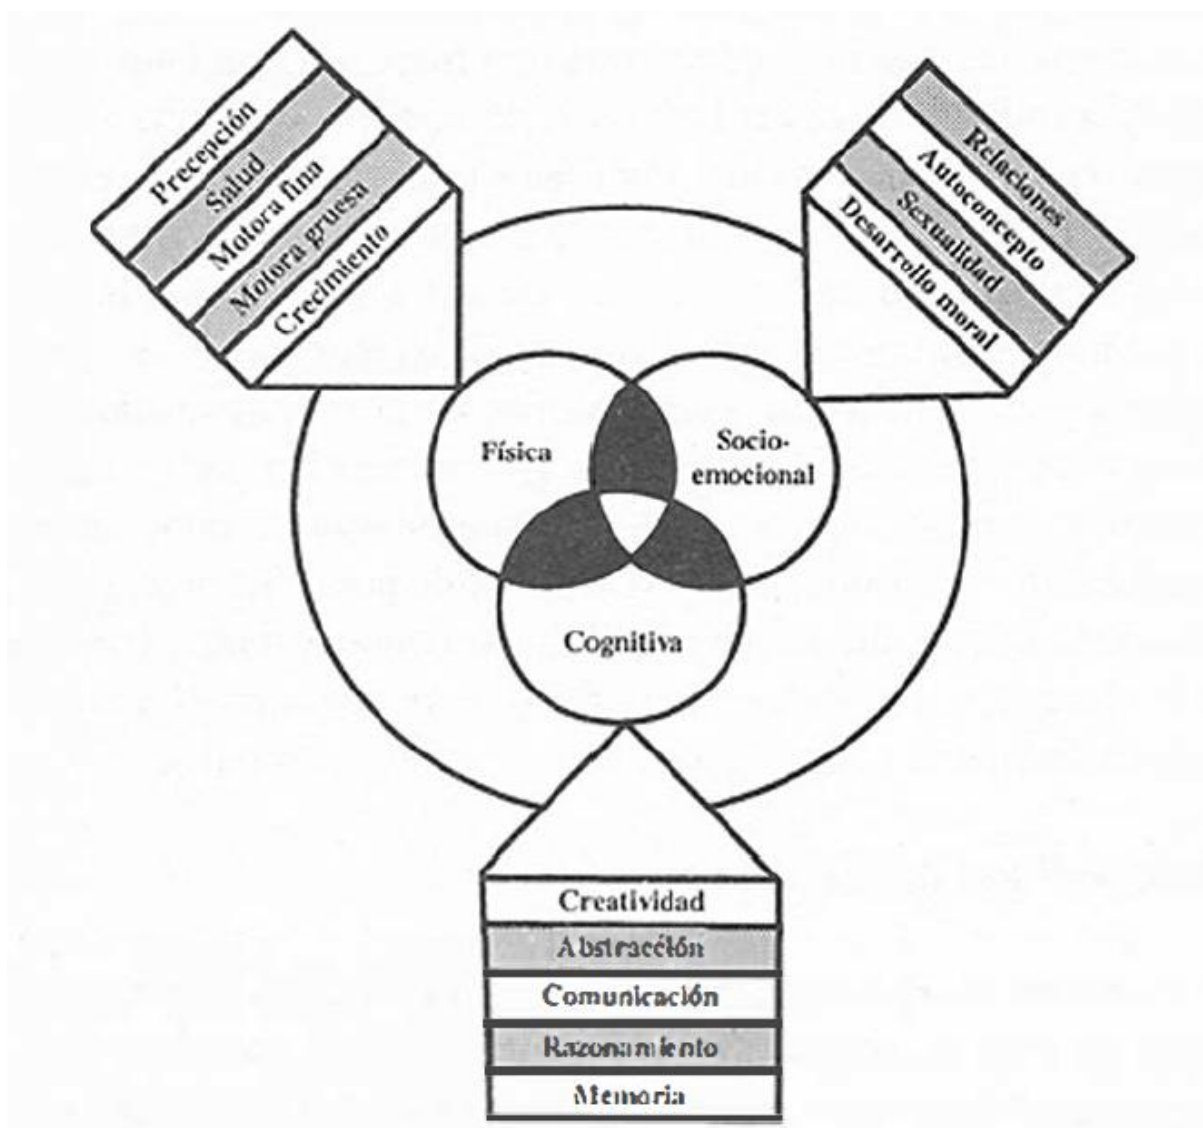 Precepción
Salud
Motora fina
Motora gruesa
Crecimiento
Relaciones
Autoconcepto
Sexualidad
Desarrollo moral
Física
Socio-
emocional
Cognitiva
Creatividad
Abstracción
Comunicación
Razonamiento
Memoria